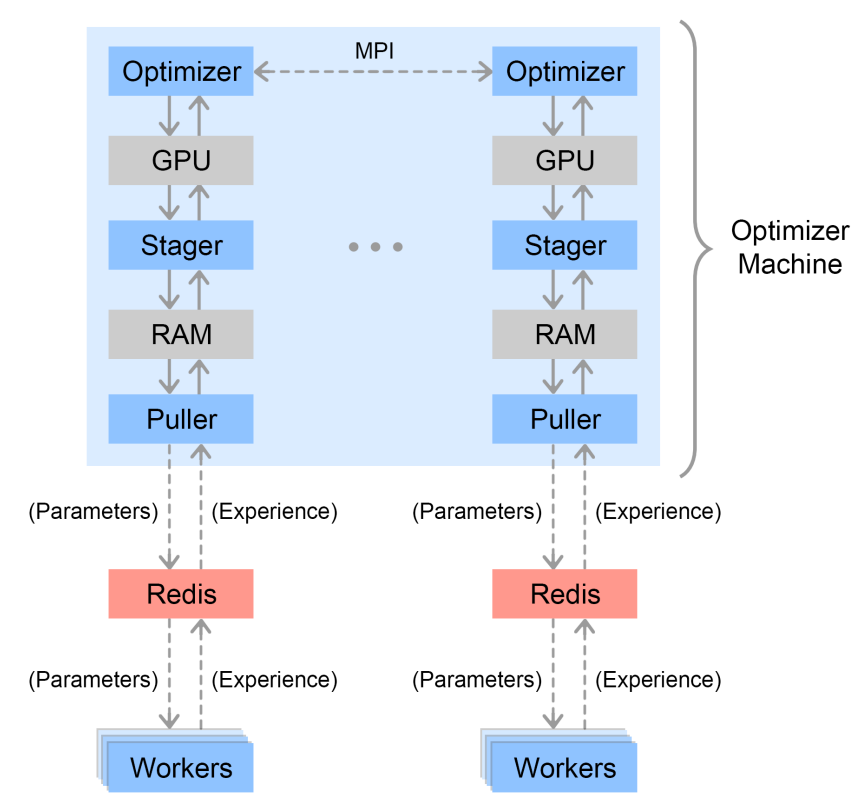 MPI
Optimizer
Optimizer
GPU
GPU
Stager
Stager
Optimizer
Machine
RAM
RAM
Puller
Puller
(Parameters)
(Experience)
(Parameters)
(Experience)
Redis
Redis
(Parameters)
(Experience)
(Parameters)
(Experience)
Workers
Workers